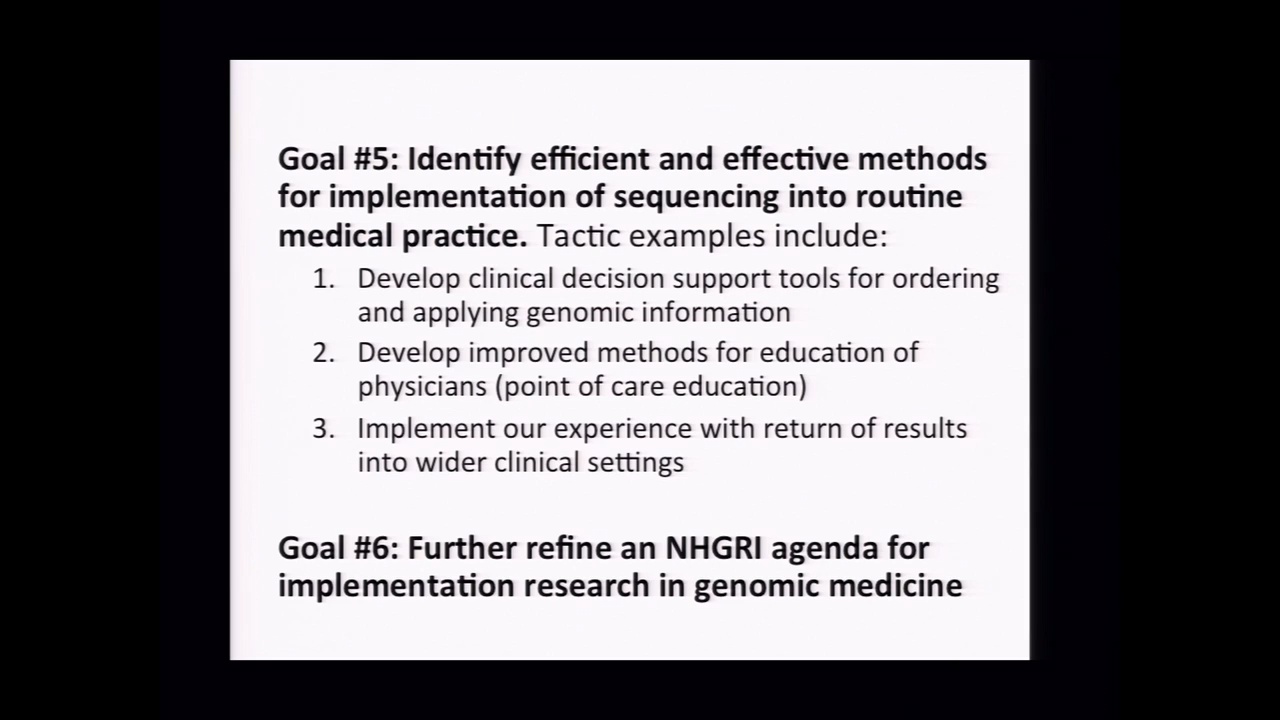 Goal #5: Identify efficient and effective methods
for implementation of sequencing into routine
medical practice. Tactic examples include:
1. Develop clinical decision support tools for ordering
and applying genomic information
2. Develop improved methods for education of
physicians (point of care education)
3. Implement our experience with return of results
into wider clinical settings
Goal #6: Further refine an NHGRI agenda for
implementation research in genomic medicine